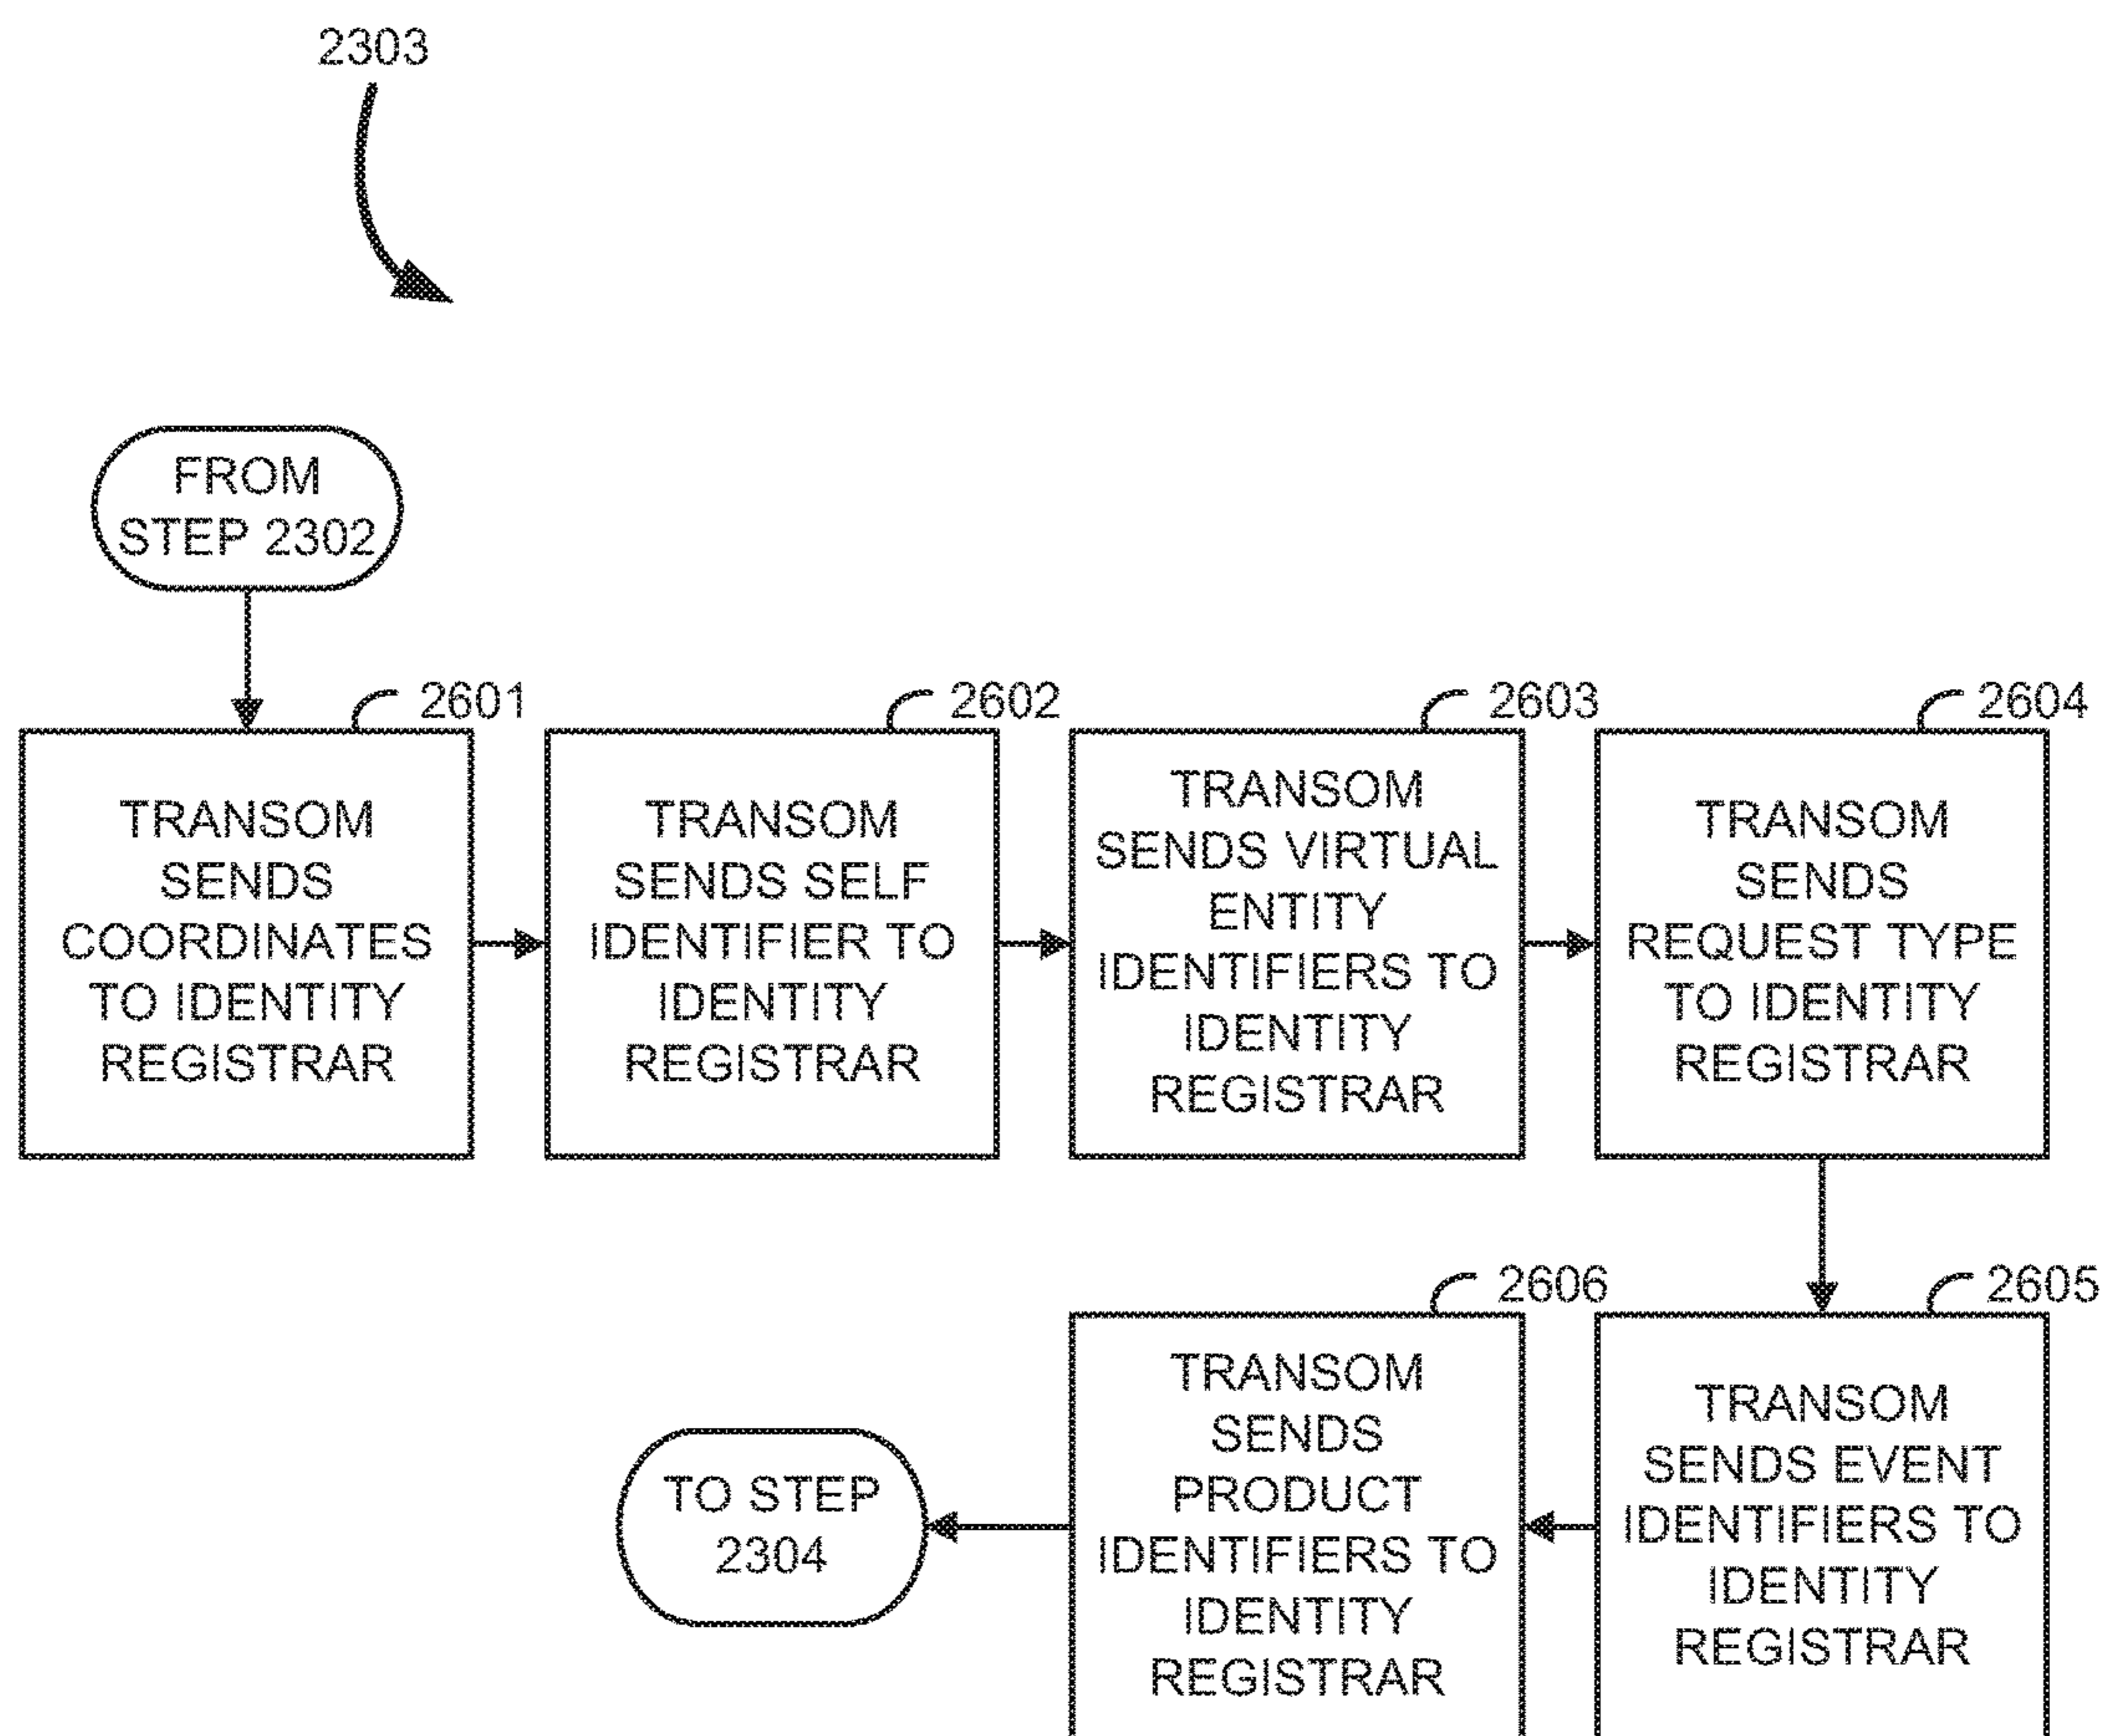 2303
FROM
STEP 2302
2601
TRANSOM
SENDS
COORDINATES
TO IDENTITY
REGISTRAR
2602
TRANSOM
SENDS SELF
IDENTIFIER TO
IDENTITY
REGISTRAR
2603
TRANSOM
SENDS VIRTUAL
ENTITY
IDENTIFIERS TO
IDENTITY
REGISTRAR
2604
TRANSOM
SENDS
REQUEST TYPE
TO IDENTITY
REGISTRAR
2605
TRANSOM
SENDS EVENT
IDENTIFIERS TO
IDENTITY
REGISTRAR
2606
TRANSOM
SENDS
PRODUCT
IDENTIFIERS TO
IDENTITY
REGISTRAR
TO STEP
2304